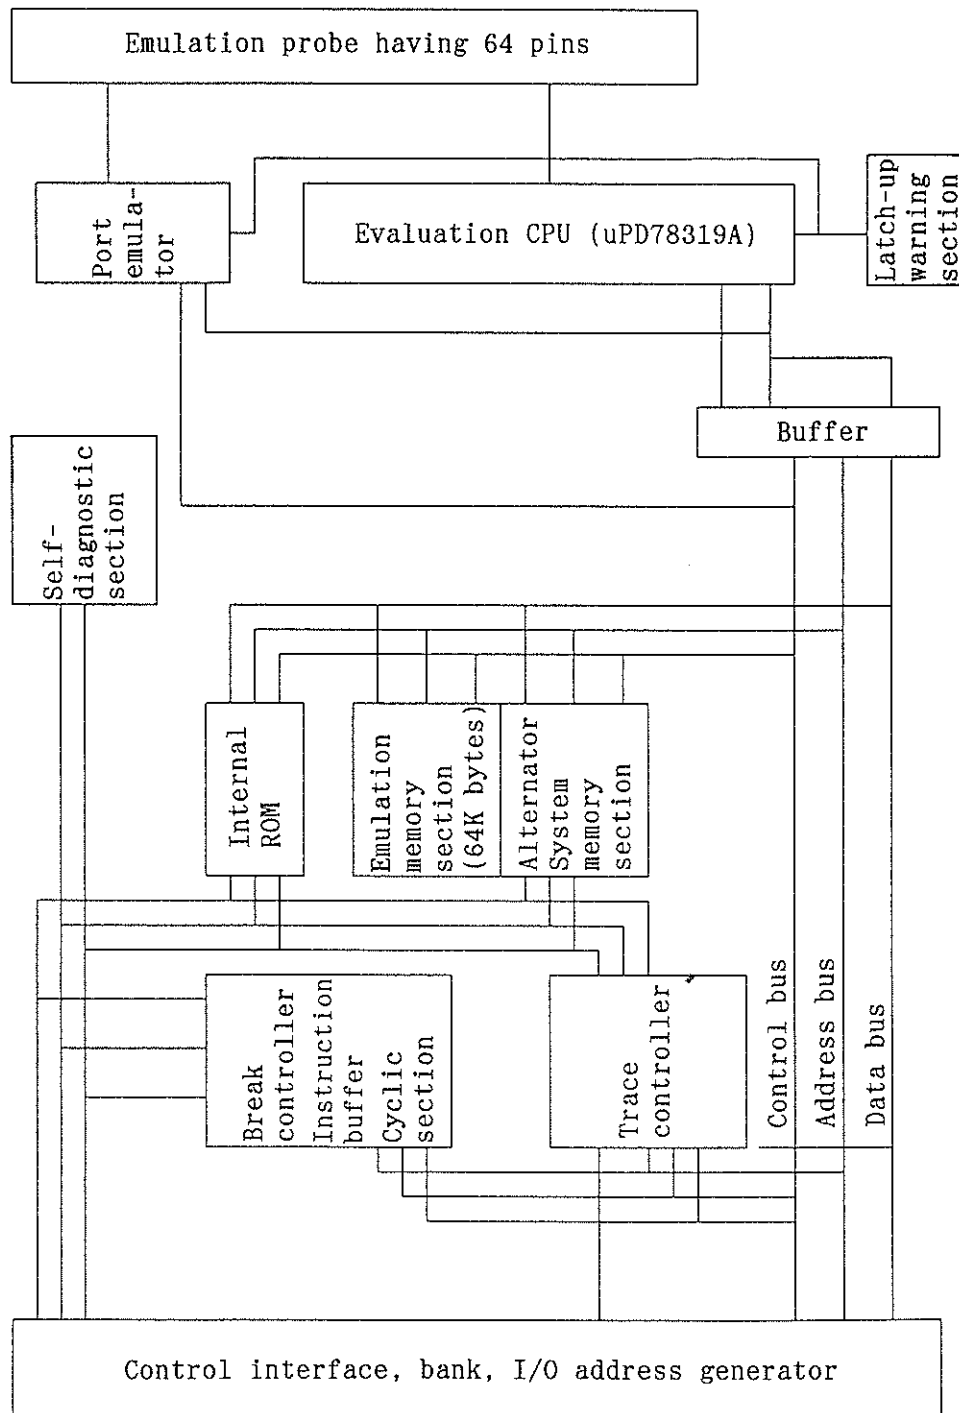 Emulation probe having 64 pins
Port
emula-
tor
Evaluation CPU (uPD78319A)
Latch-up
warning
section
Buffer
Self-
diagnostic
section
Internal
ROM
Emulation
memory
section
(64K bytes)
Alternator
System
memory
section
Break
controller
Instruction
buffer
Cyclic
section
Trace
controller
Control bus
Address bus
Data bus
Control interface, bank, I/O address generator